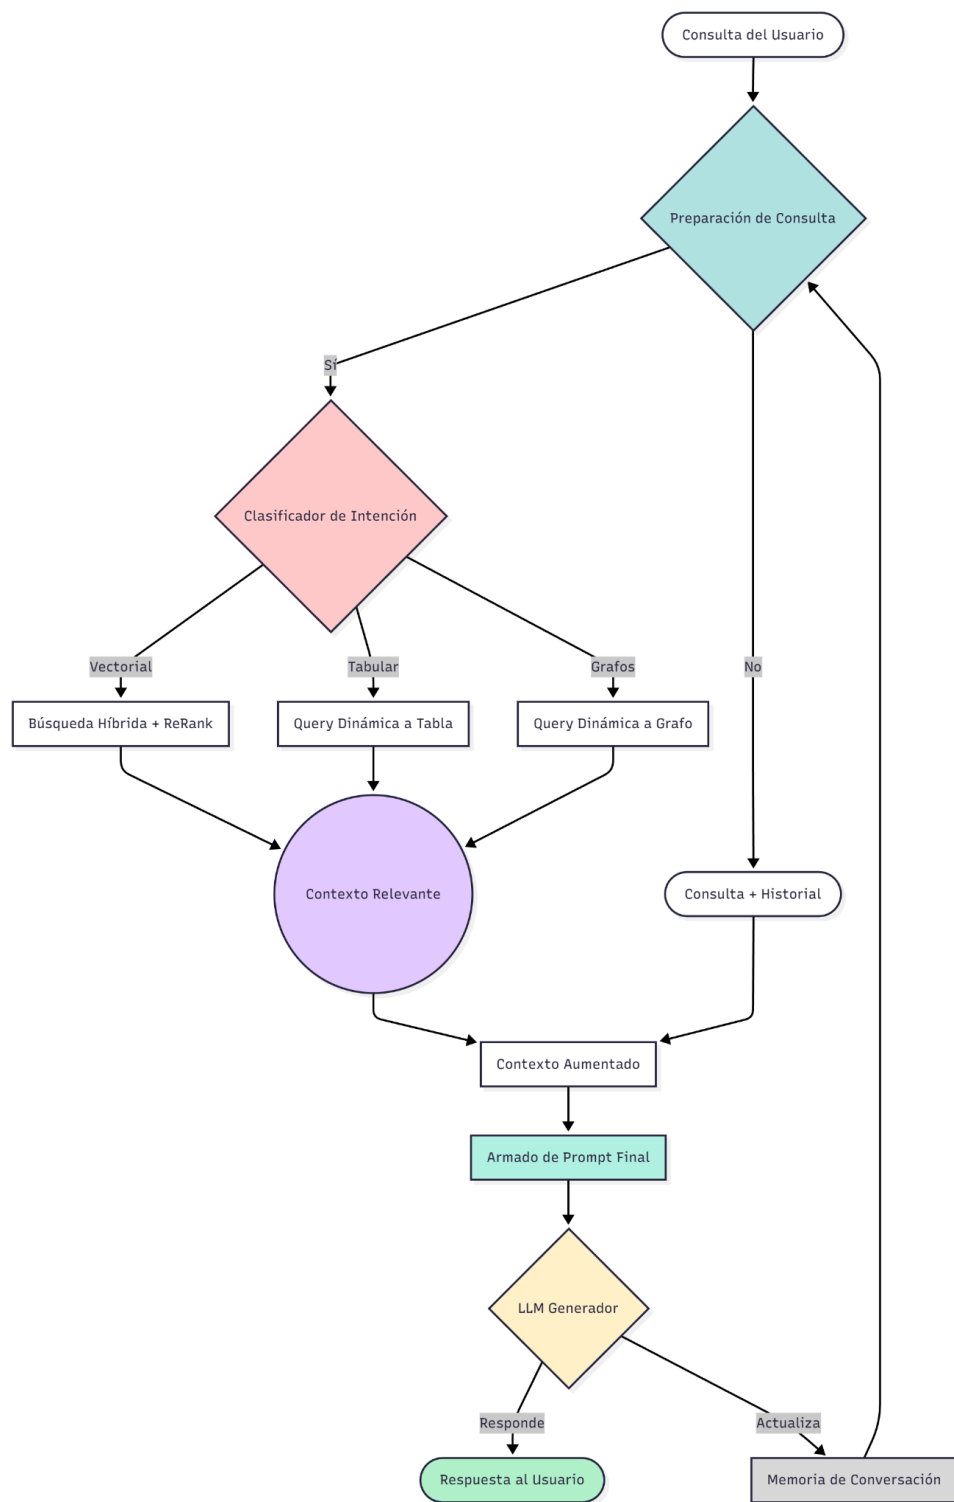 Consulta del Usuario
Preparación de Consulta
Sí
Clasificador de Intención
Vectorial
Tabular
Grafos
No
Búsqueda Híbrida + ReRank
Query Dinámica a Tabla
Query Dinámica a Grafo
Contexto Relevante
Consulta + Historial
Contexto Aumentado
Armado de Prompt Final
LLM Generador
Responde
Actualiza
Respuesta al Usuario
Memoria de Conversación